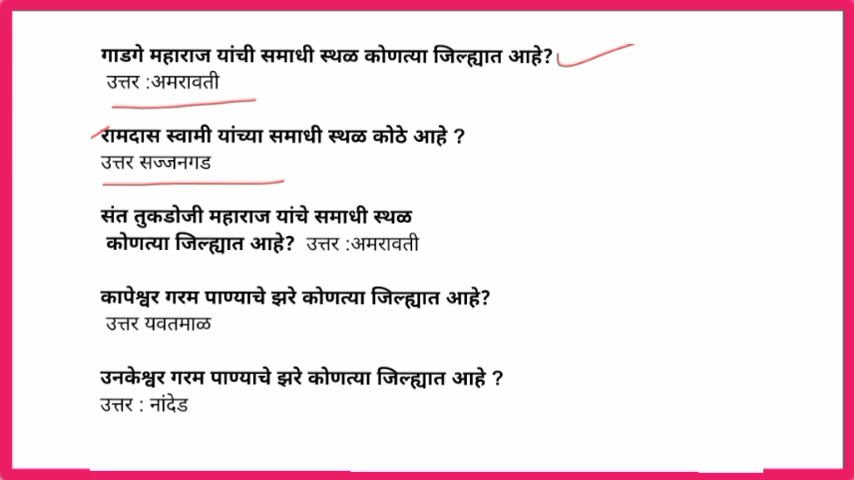 गाडगे महाराज यांची समाधी स्थळ कोणत्या जिल्ह्यात आहे?
उत्तर :अमरावती
रामदास स्वामी यांच्या समाधी स्थळ कोठे आहे ?
उत्तर सज्जनगड
संत तुकडोजी महाराज यांचे समाधी स्थळ
कोणत्या जिल्ह्यात आहे? उत्तर :अमरावती
कापेश्वर गरम पाण्याचे झरे कोणत्या जिल्ह्यात आहे?
उत्तर यवतमाळ
उनकेश्वर गरम पाण्याचे झरे कोणत्या जिल्ह्यात आहे ?
उत्तर : नांदेड